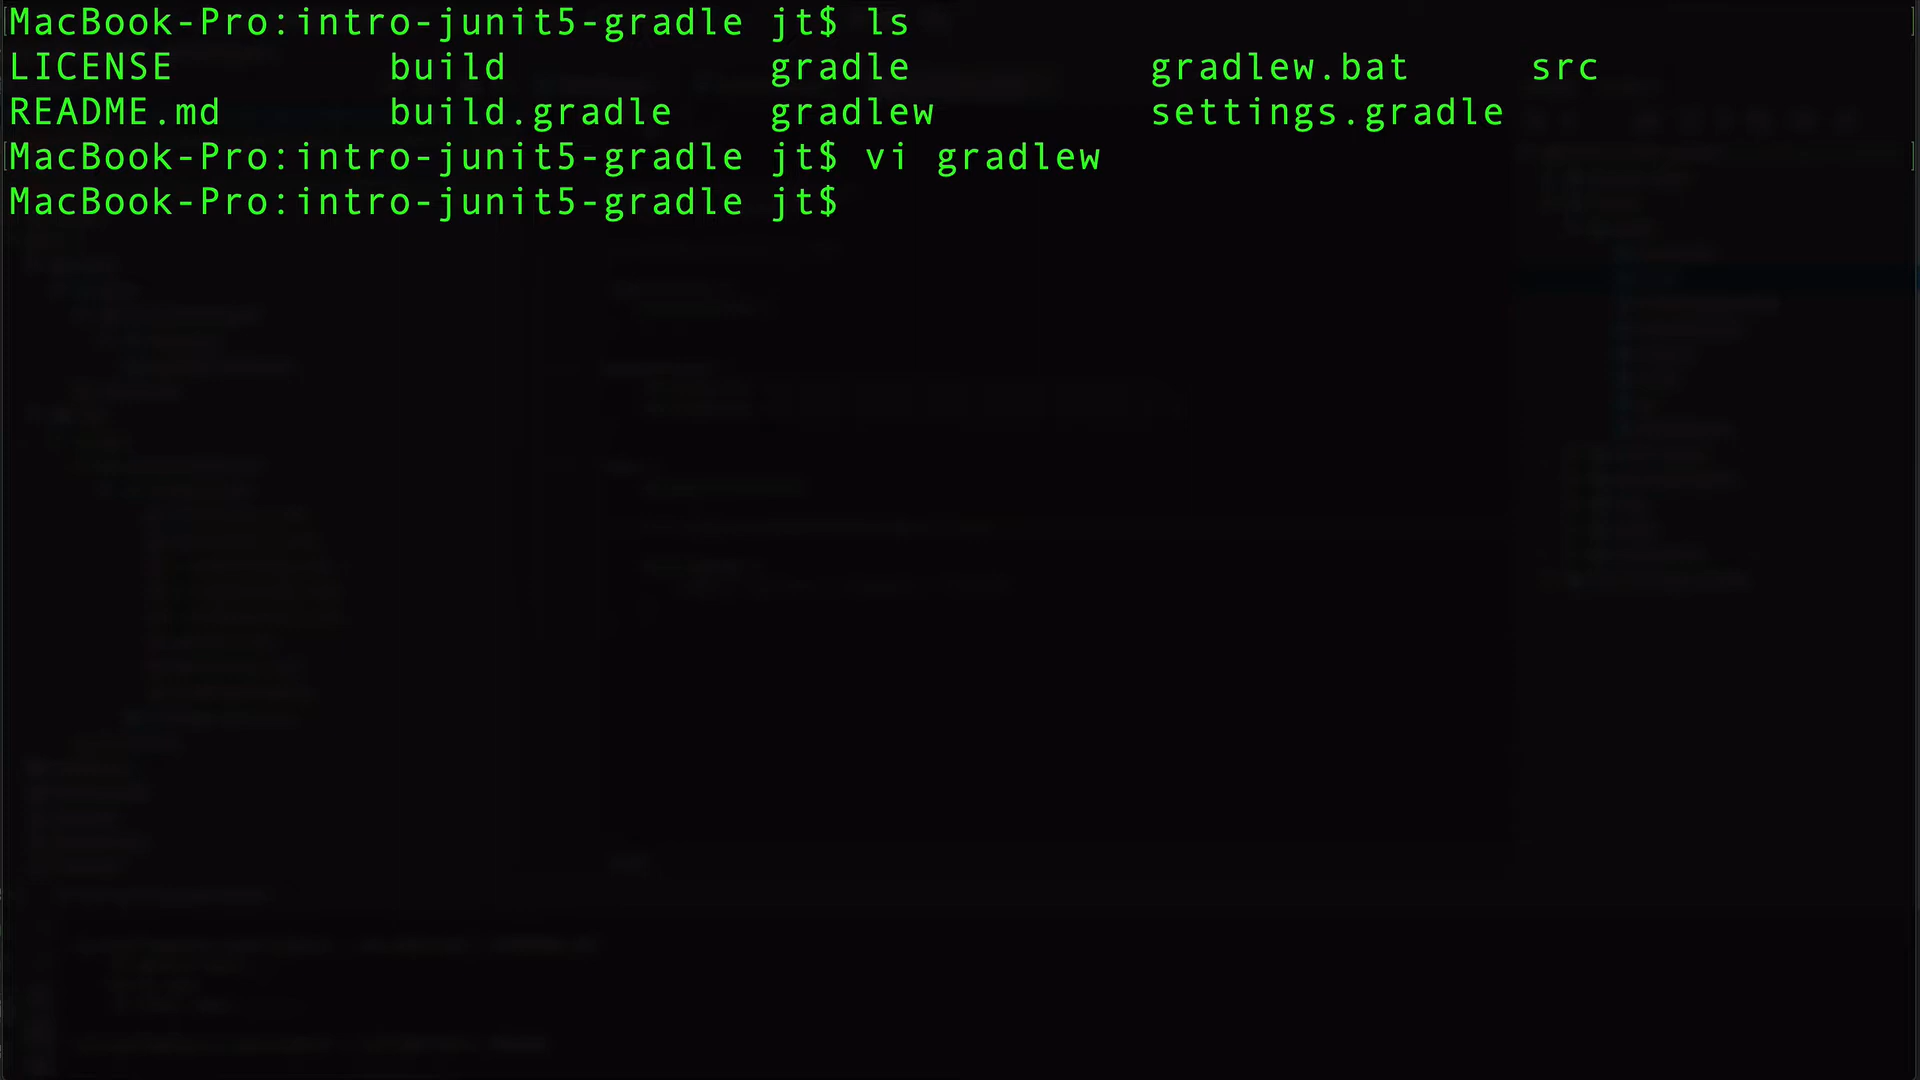 MacBook-Pro:intro-junit5-gradle jt$ ls
LICENSE build gradle gradlew.bat src
README.md build.gradle gradlew settings.gradle
MacBook-Pro:intro-junit5-gradle jt$ vi gradlew
MacBook-Pro:intro-junit5-gradle jt$